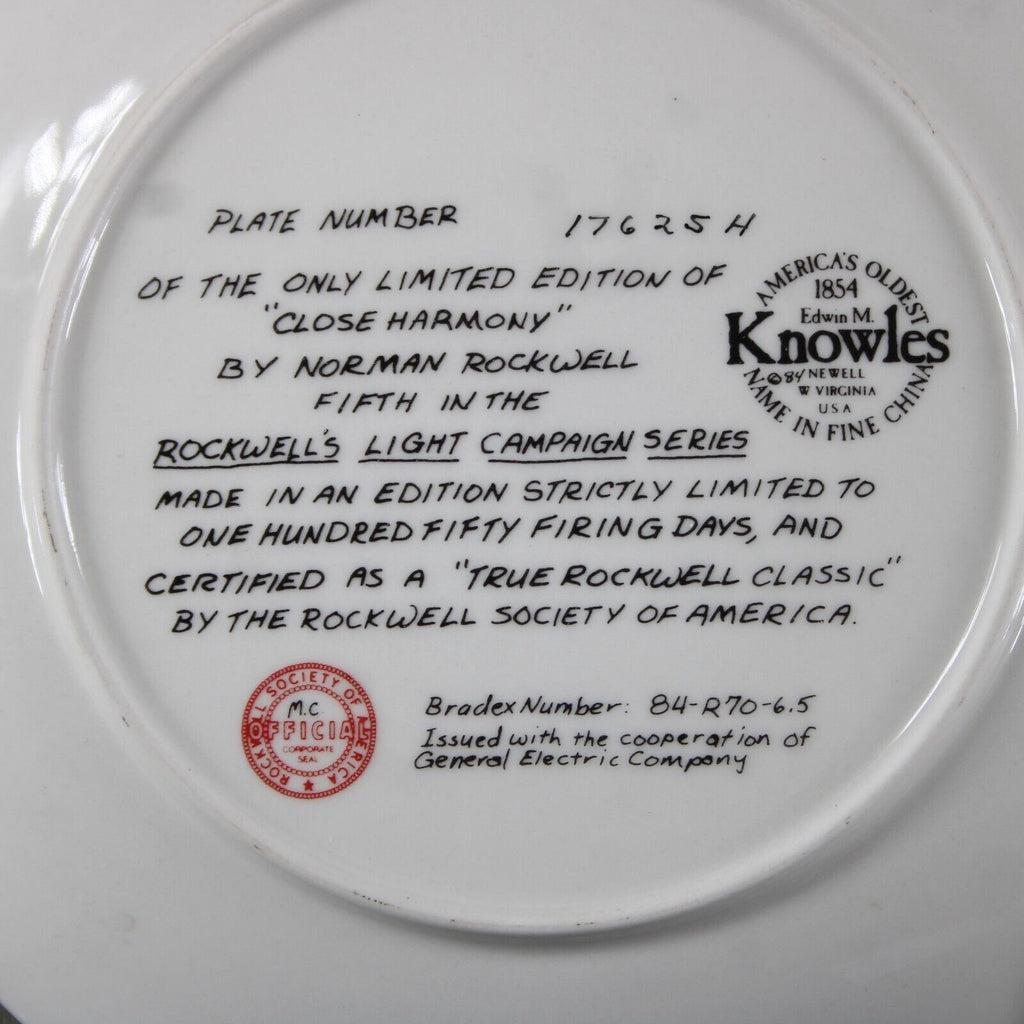 PLATE NUMBER 17625H
OF THE ONLY LIMITED EDITION OF
"CLOSE HARMONY"
BY NORMAN ROCKWELL
FIFTH IN THE
ROCKWELL'S LIGHT CAMPAIGN SERIES
MADE IN AN EDITION STRICTLY LIMITED TO
ONE HUNDRED FIFTY FIRING DAYS, AND
CERTIFIED AS A "TRUE ROCKWELL CLASSIC"
BY THE ROCKWELL SOCIETY OF AMERICA.
AMERICA'S OLDEST
1854
Edwin M.
Knowles
©84 NEWELL
W VIRGINIA
USA
NAME IN FINE CHINA
ROCKWELL SOCIETY OF AMERICA
M.C
OFFICIAL
CORPORATE
SEAL
Bradex Number: 84-R70-6.5
Issued with the cooperation of
General Electric Company